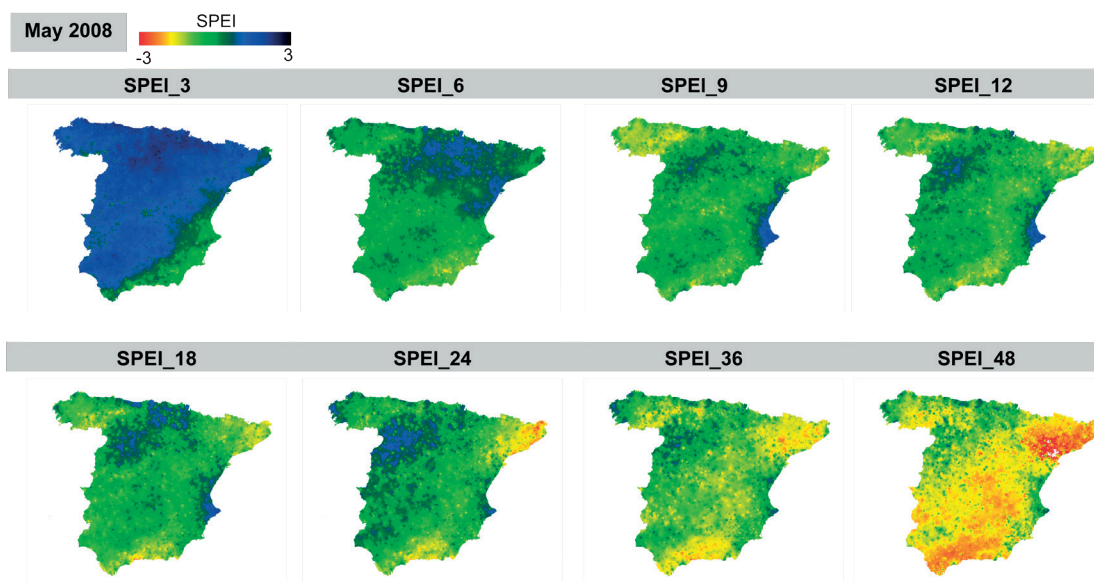 May 2008
SPEI
-3 3
SPEI_3 SPEI_6 SPEI_9 SPEI_12
SPEI_18 SPEI_24 SPEI_36 SPEI_48